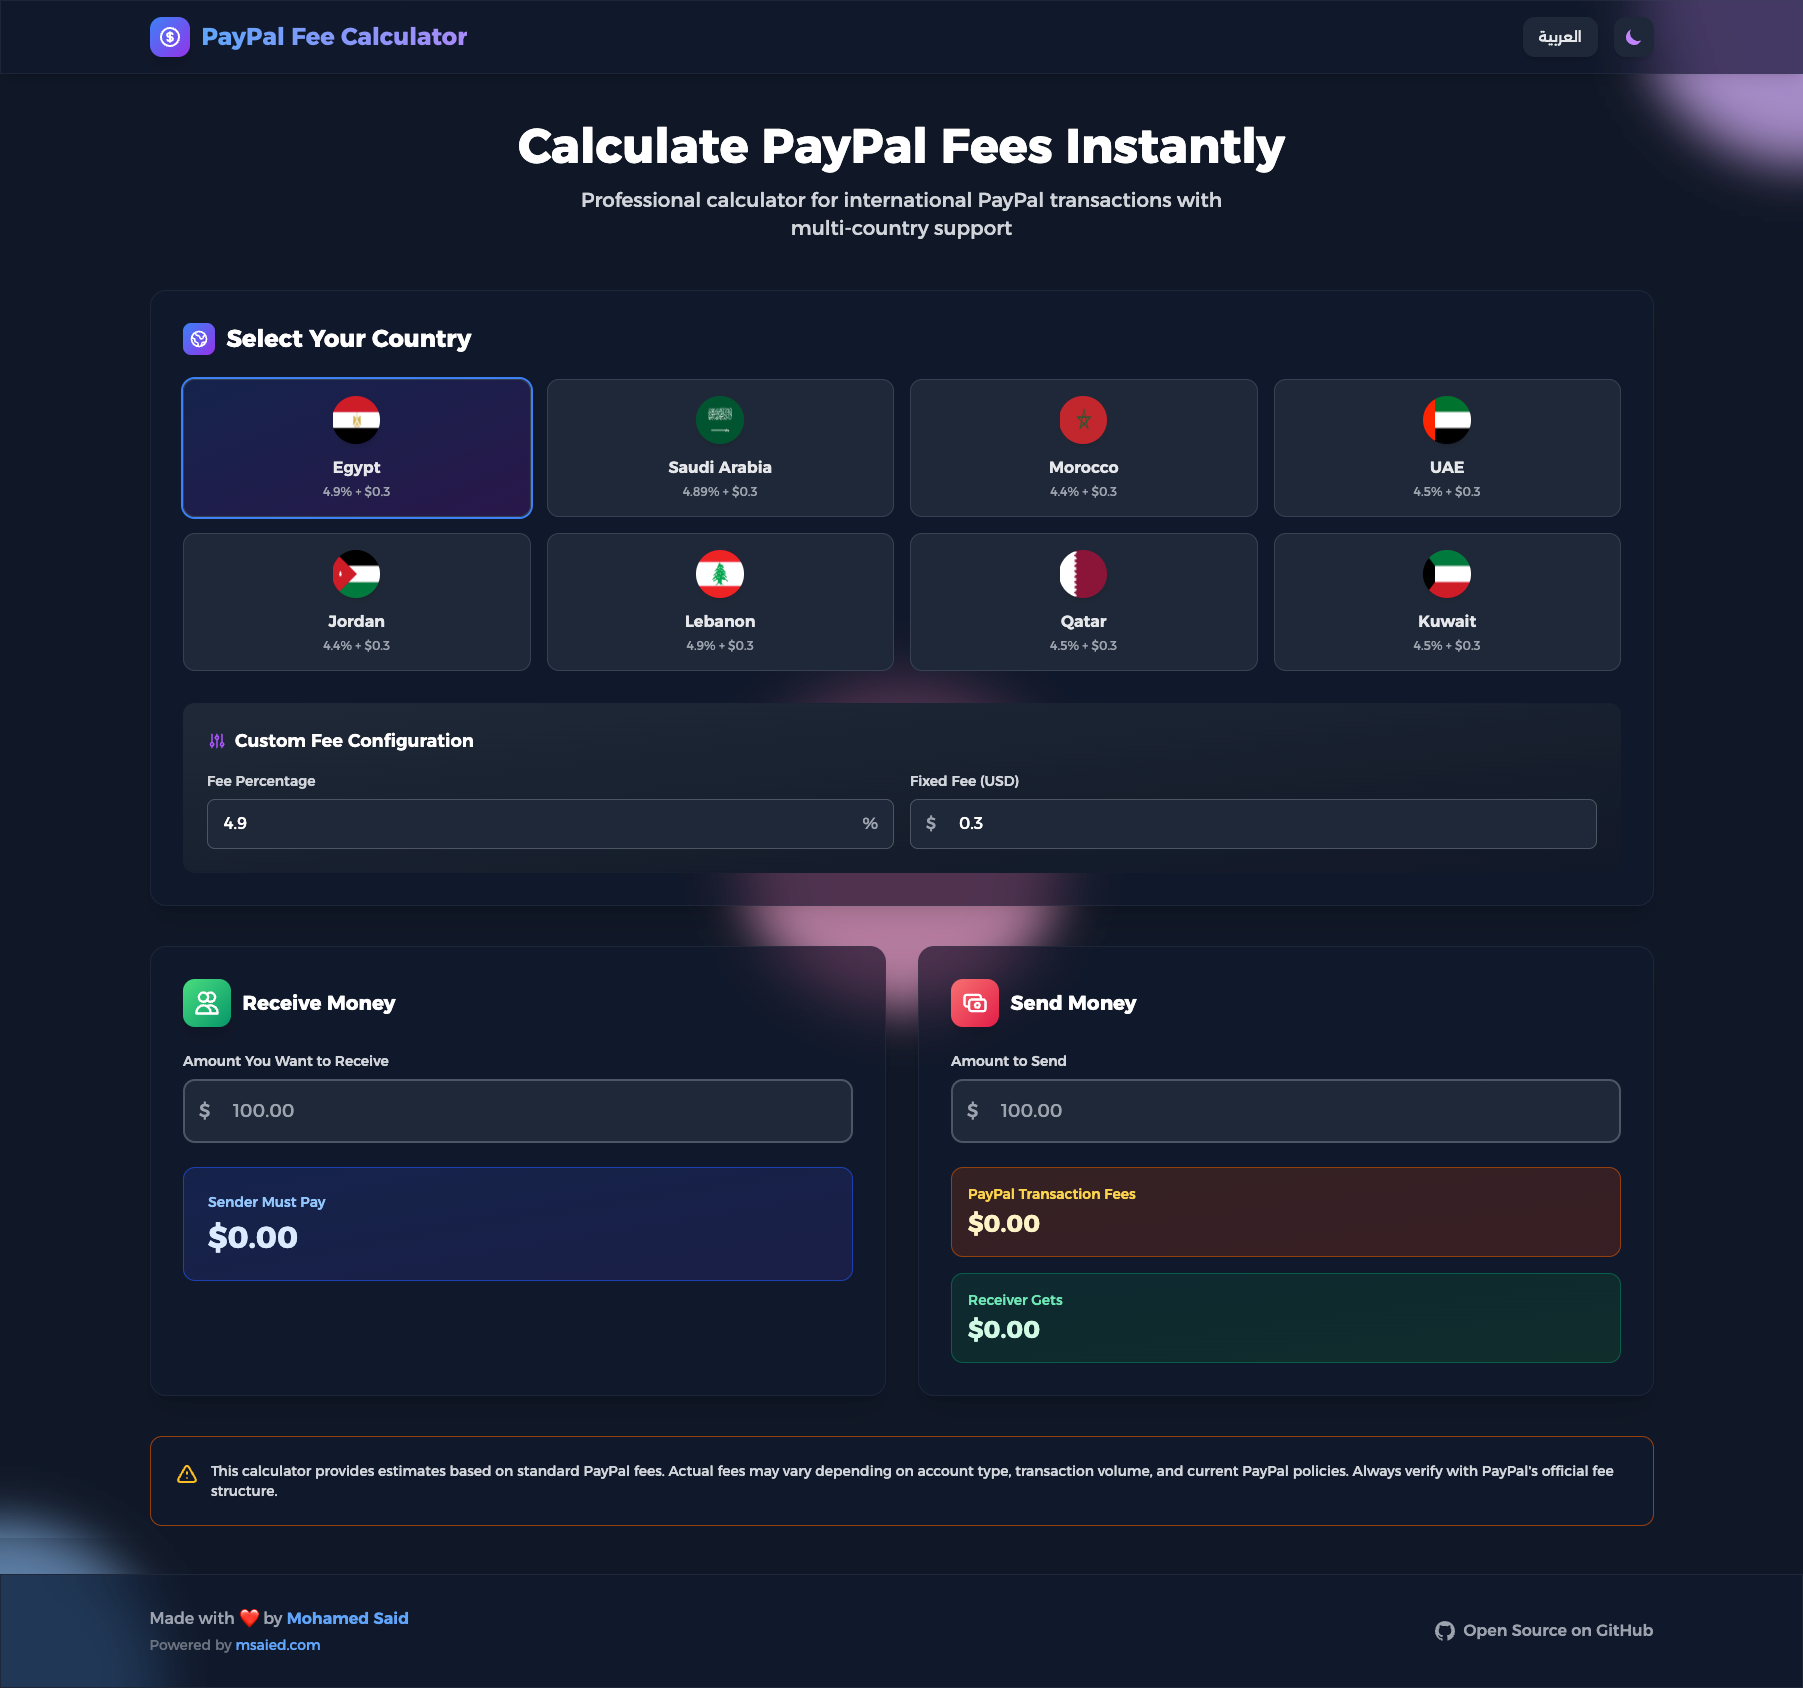 PayPal Fee Calculator
العربية
Calculate PayPal Fees Instantly
Professional calculator for international PayPal transactions with
multi-country support
Select Your Country
Egypt
4.9% + $0.3
Saudi Arabia
4.89% + $0.3
Morocco
4.4% + $0.3
UAE
4.5% + $0.3
Jordan
4.4% + $0.3
Lebanon
4.9% + $0.3
Qatar
4.5% + $0.3
Kuwait
4.5% + $0.3
Custom Fee Configuration
Fee Percentage
4.9 %
Fixed Fee (USD)
$ 0.3
Receive Money
Amount You Want to Receive
$ 100.00
Sender Must Pay
$0.00
Send Money
Amount to Send
$ 100.00
PayPal Transaction Fees
$0.00
Receiver Gets
$0.00
This calculator provides estimates based on standard PayPal fees. Actual fees may vary depending on account type, transaction volume, and current PayPal policies. Always verify with PayPal's official fee
structure.
Made with ❤️ by Mohamed Said
Powered by msaied.com
Open Source on GitHub